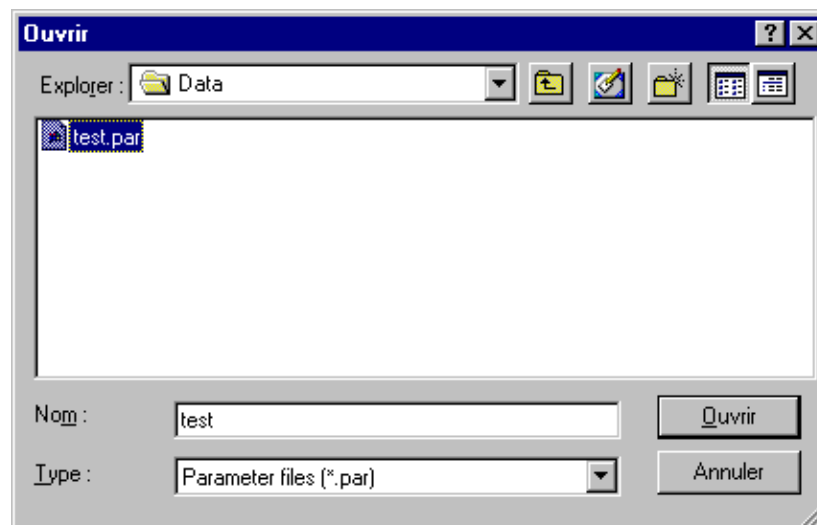 Ouvrir
Explorer : Data
test.par
Nom : test
Ouvrir
Type : Parameter files (*.par)
Annuler